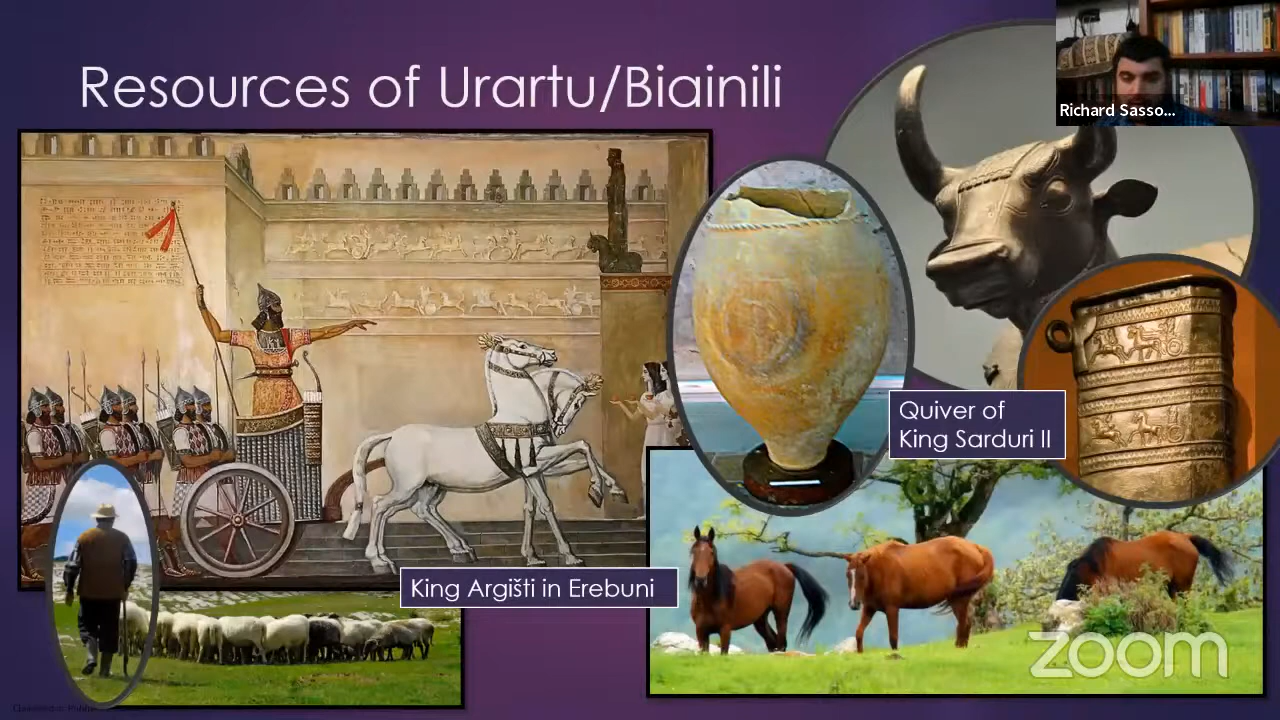 Resources of Urartu/Biainili
Richard Sasso...
Quiver of
King Sarduri II
King Argišti in Erebuni
zoom